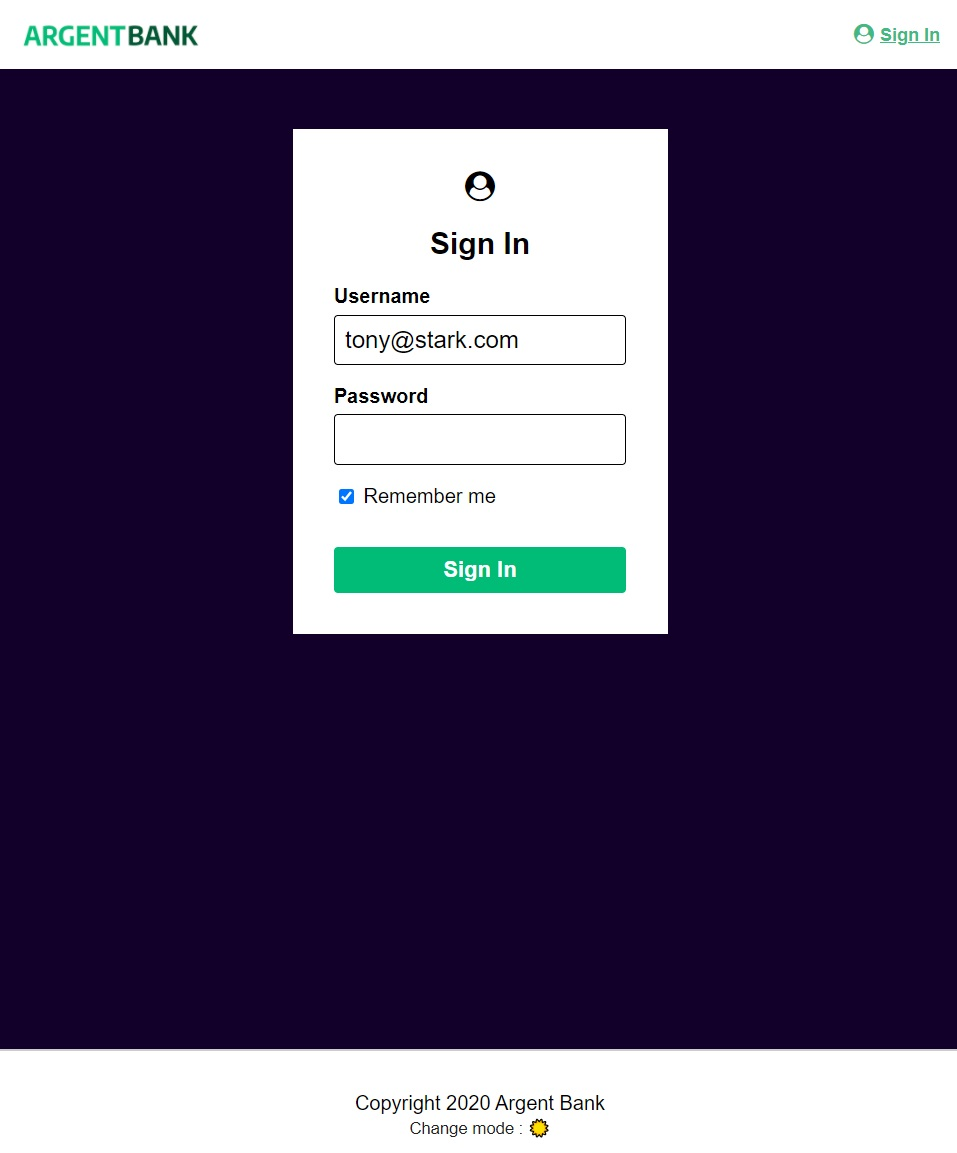 ARGENTBANK
Sign In
Sign In
Username
tony@stark.com
Password
Remember me
Sign In
Copyright 2020 Argent Bank
Change mode :